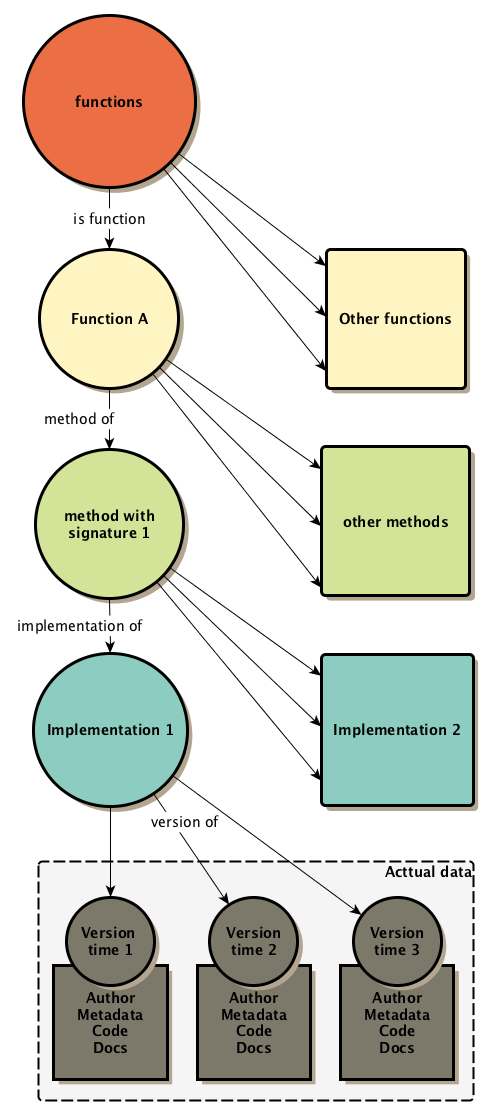 functions
is function
Function A
Other functions
method of
method with
signature 1
other methods
implementation of
Implementation 1
Implementation 2
version of
Acttual data
Version
time 1
Version
time 2
Version
time 3
Author
Metadata
Code
Docs
Author
Metadata
Code
Docs
Author
Metadata
Code
Docs